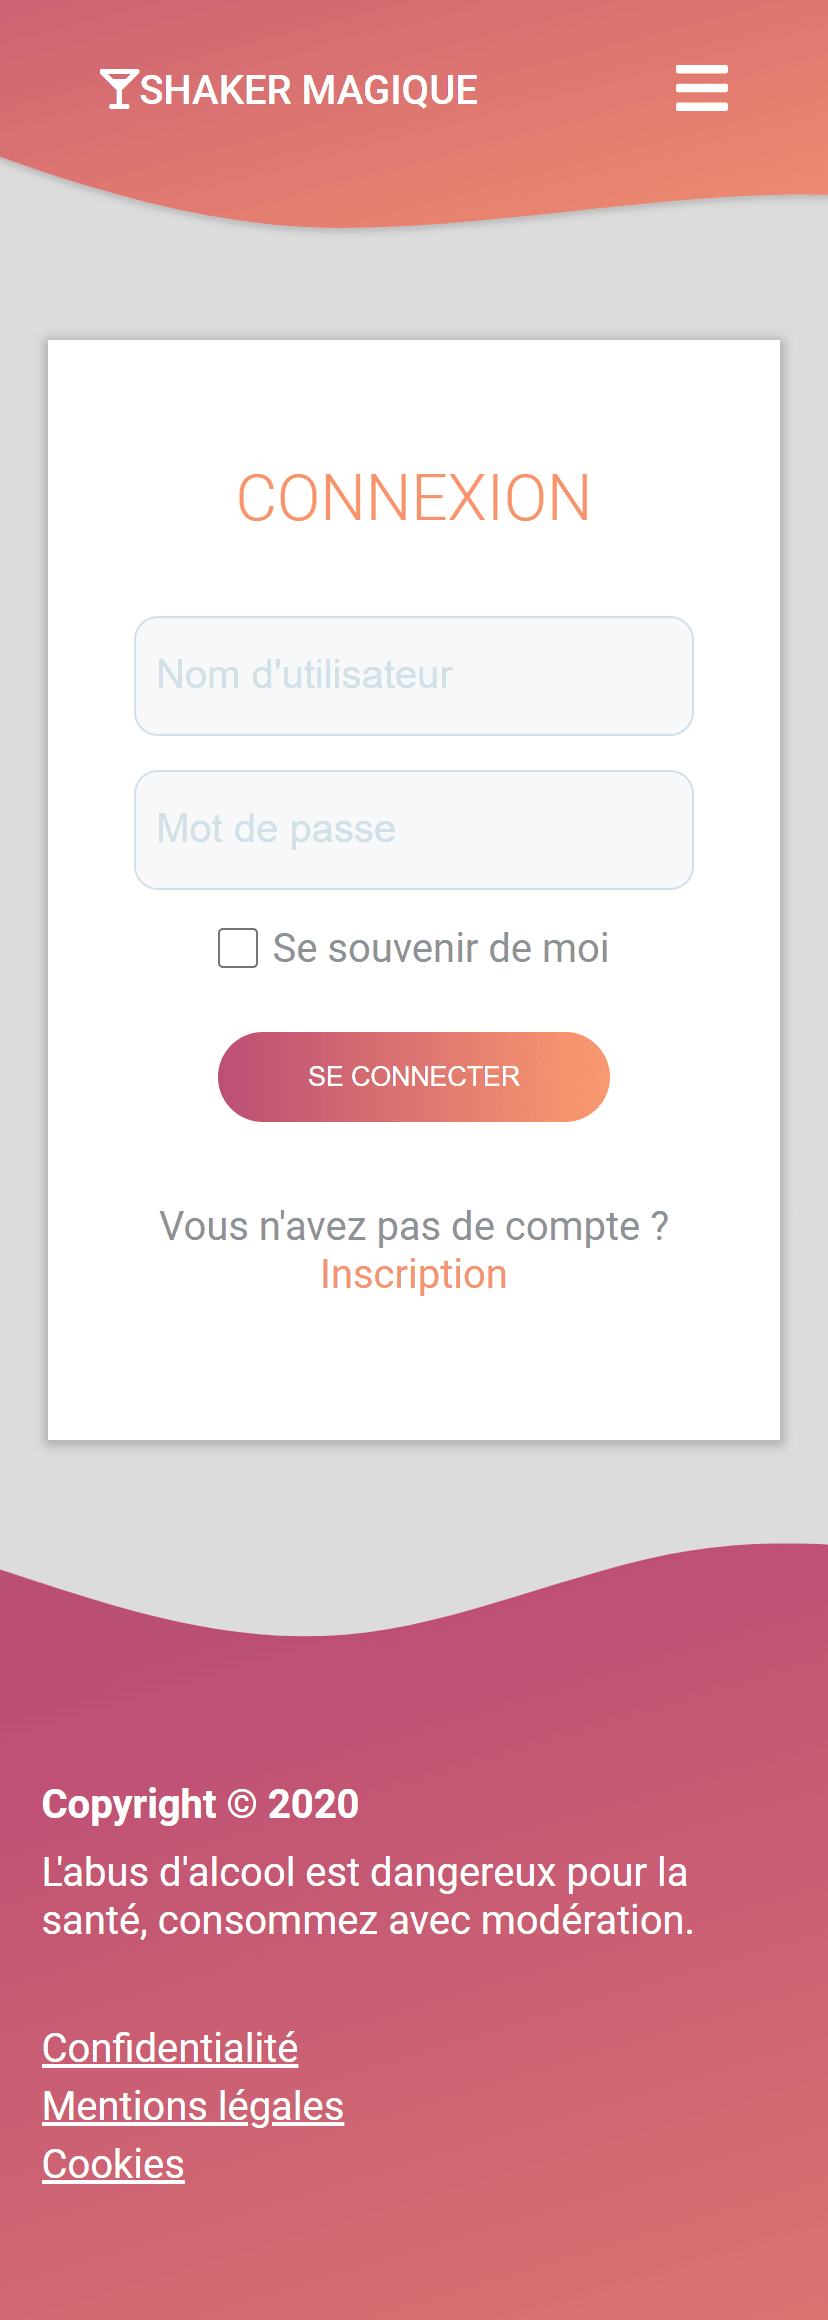 SHAKER MAGIQUE
CONNEXION
Nom d'utilisateur
Mot de passe
Se souvenir de moi
SE CONNECTER
Vous n'avez pas de compte ?
Inscription
Copyright © 2020
L'abus d'alcool est dangereux pour la
santé, consommez avec modération.
Confidentialité
Mentions légales
Cookies